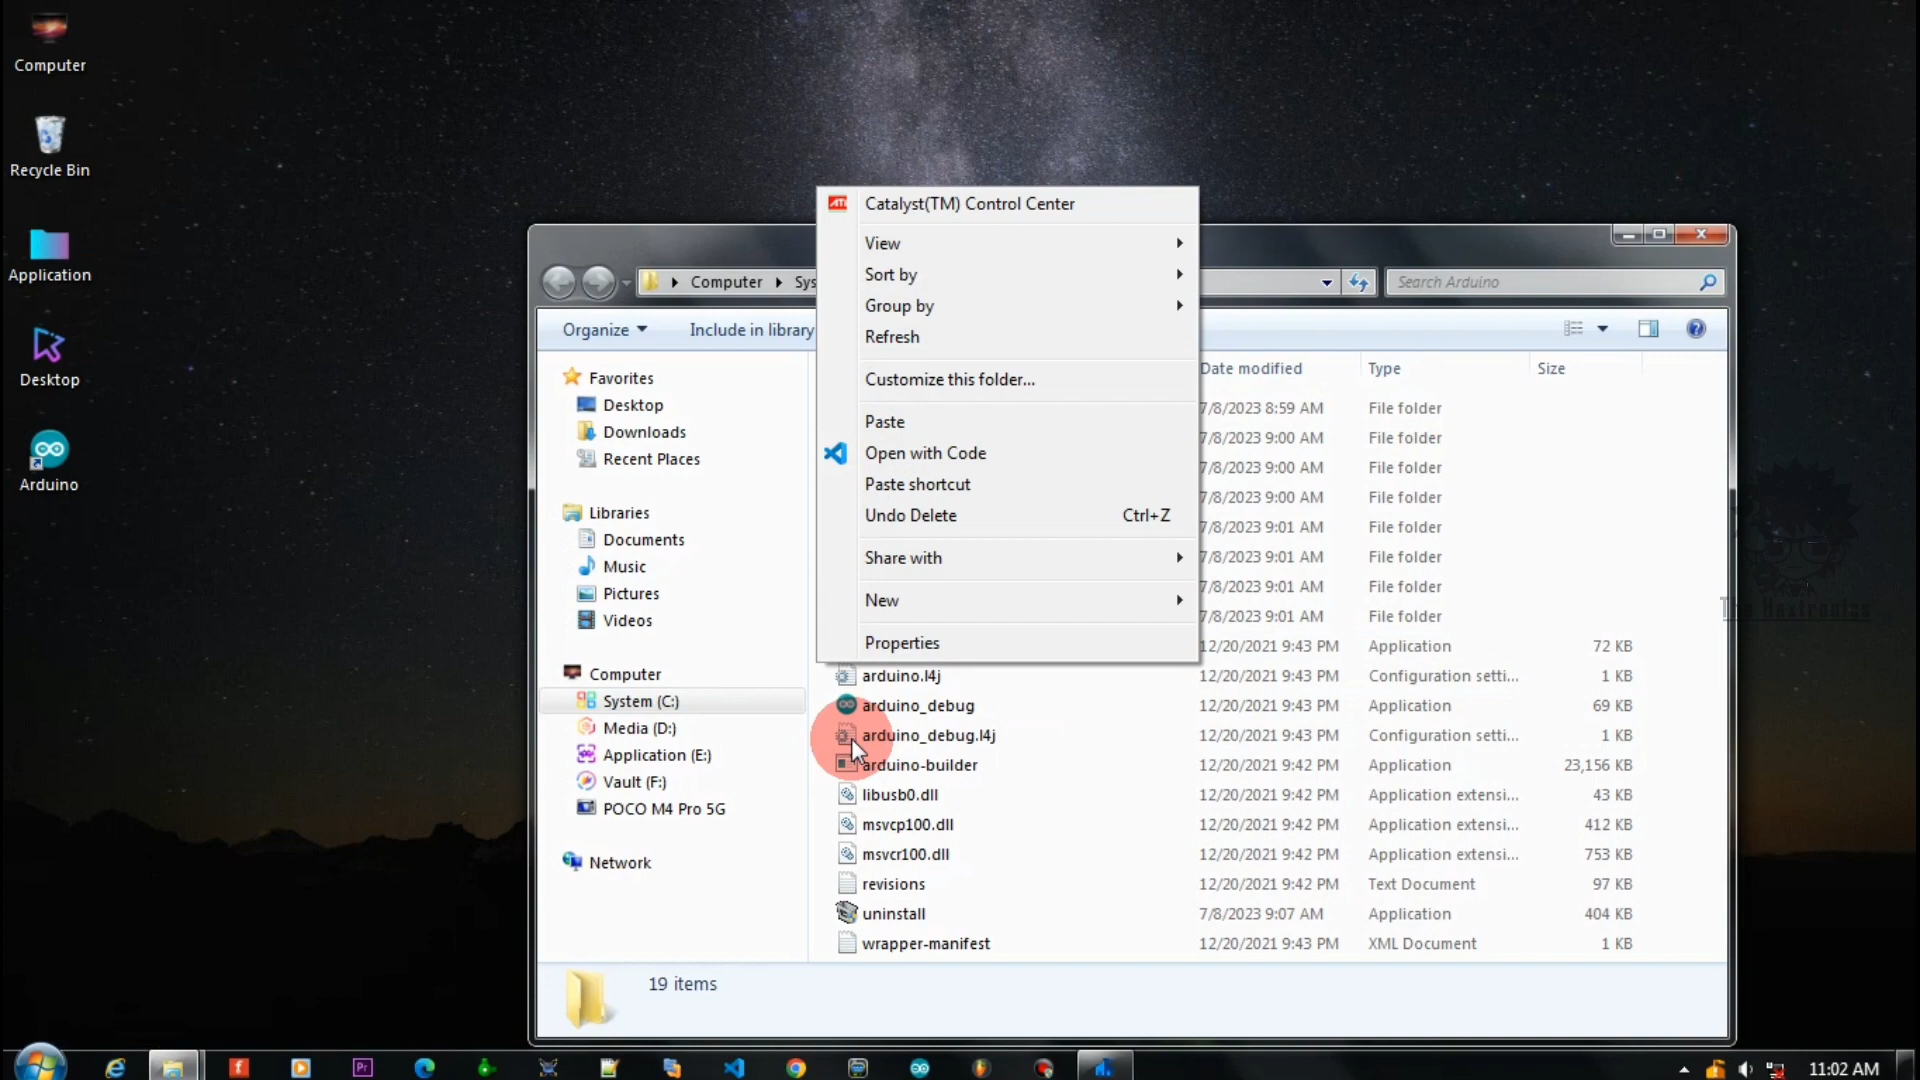 Computer
Recycle Bin
Application
Desktop
Arduino
Computer
Sys
Search Arduino
Organize
Include in library
Favorites
Desktop
Downloads
Recent Places
Libraries
Documents
Music
Pictures
Videos
Computer
System (C:)
Media (D:)
Application (E:)
Vault (F:)
POCO M4 Pro 5G
Network
Catalyst(TM) Control Center
View
Sort by
Group by
Refresh
Customize this folder...
Paste
Open with Code
Paste shortcut
Undo Delete Ctrl+Z
Share with
New
Properties
Date modified Type Size
7/8/2023 8:59 AM File folder
7/8/2023 9:00 AM File folder
7/8/2023 9:00 AM File folder
7/8/2023 9:00 AM File folder
7/8/2023 9:01 AM File folder
7/8/2023 9:01 AM File folder
7/8/2023 9:01 AM File folder
7/8/2023 9:01 AM File folder
12/20/2021 9:43 PM Application 72 KB
arduino.l4j 12/20/2021 9:43 PM Configuration setti... 1 KB
arduino_debug 12/20/2021 9:43 PM Application 69 KB
arduino_debug.l4j 12/20/2021 9:43 PM Configuration setti... 1 KB
arduino-builder 12/20/2021 9:42 PM Application 23,156 KB
libusb0.dll 12/20/2021 9:42 PM Application extensi... 43 KB
msvcp100.dll 12/20/2021 9:42 PM Application extensi... 412 KB
msvcr100.dll 12/20/2021 9:42 PM Application extensi... 753 KB
revisions 12/20/2021 9:42 PM Text Document 97 KB
uninstall 7/8/2023 9:07 AM Application 404 KB
wrapper-manifest 12/20/2021 9:43 PM XML Document 1 KB
19 items
Pr
11:02 AM